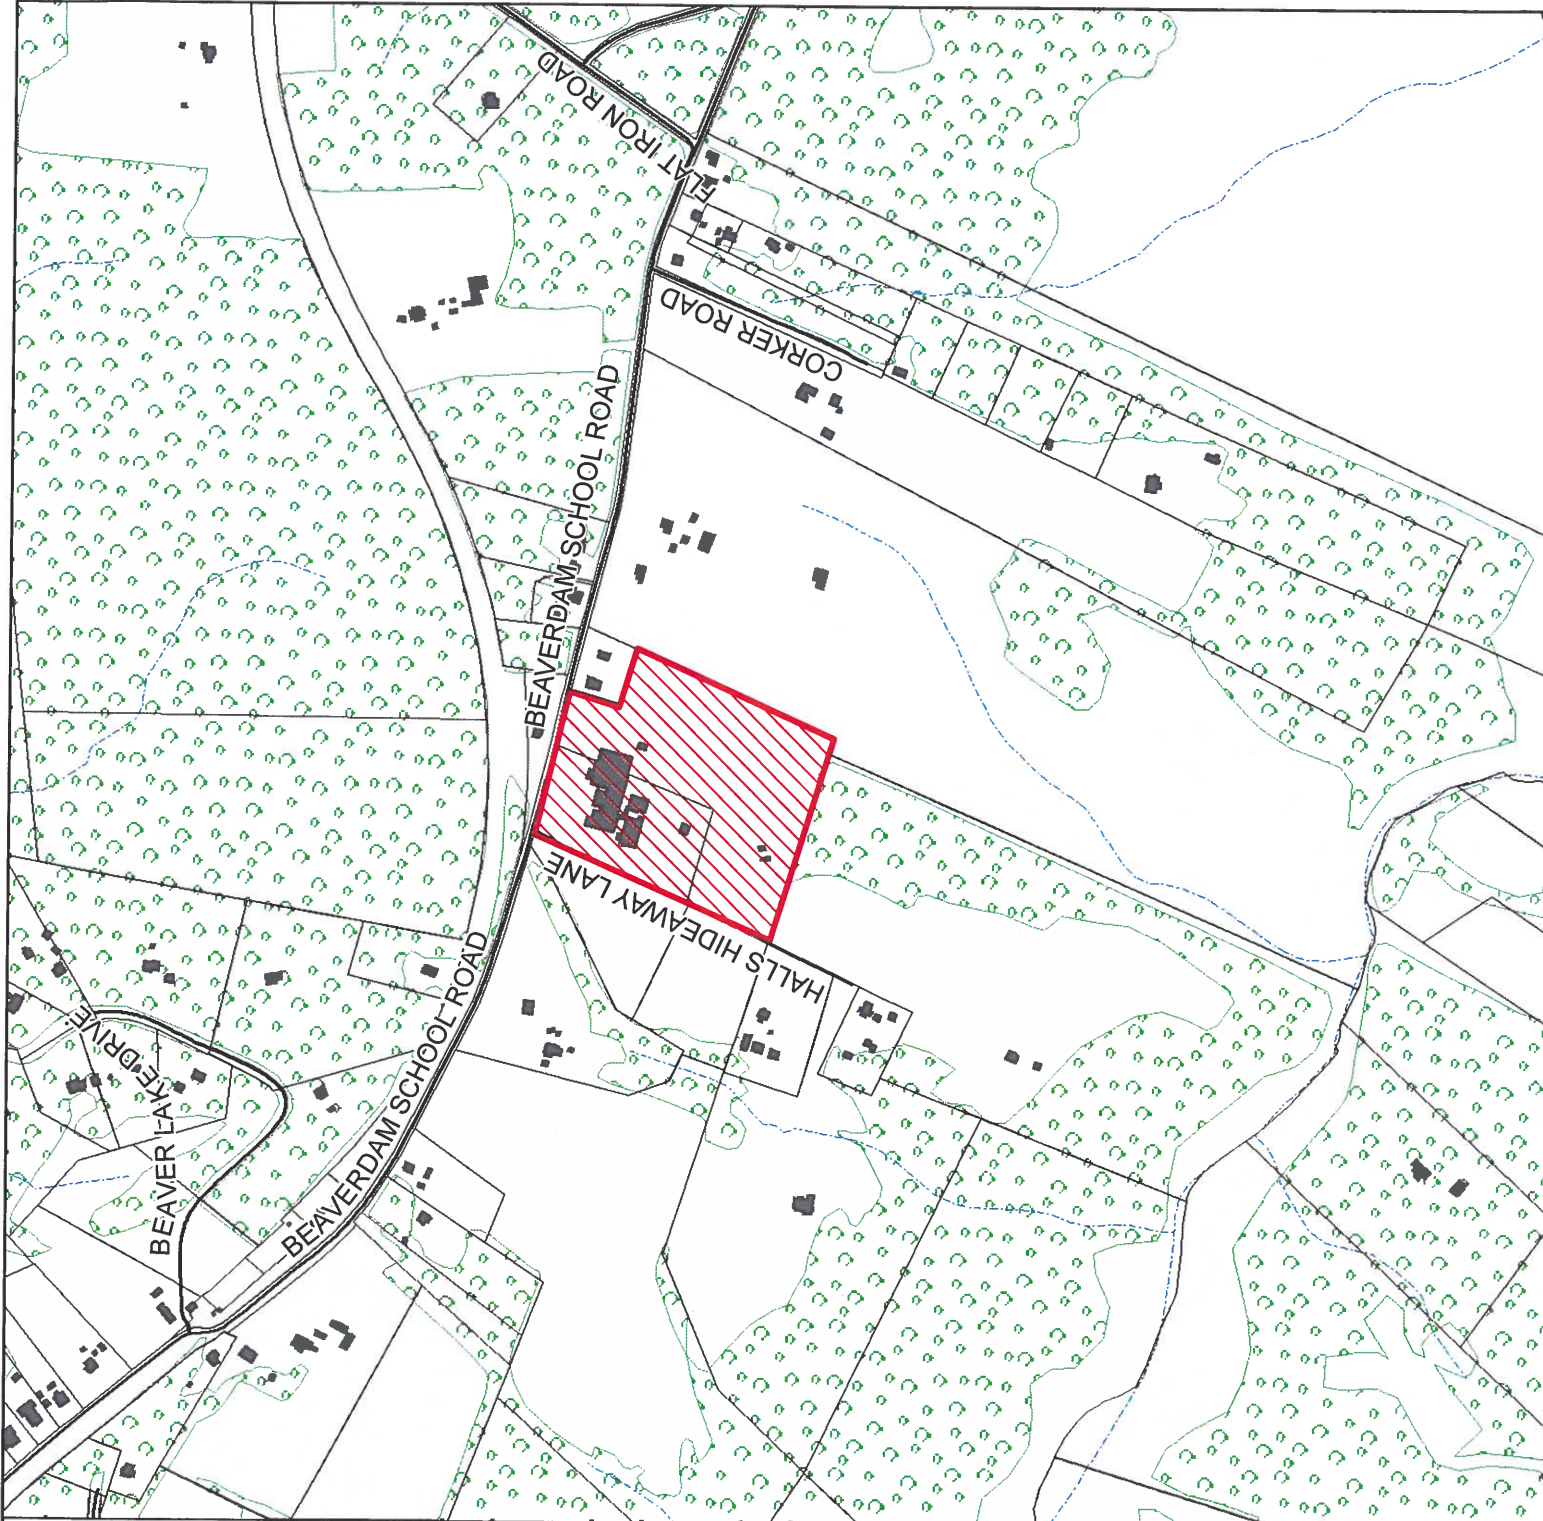 FLAT IRON ROAD
CORKER ROAD
BEAVERDAM SCHOOL ROAD
HALLS HIDEAWAY LANE
BEAVERDAM SCHOOL ROAD
BEAVER LAKE DRIVE